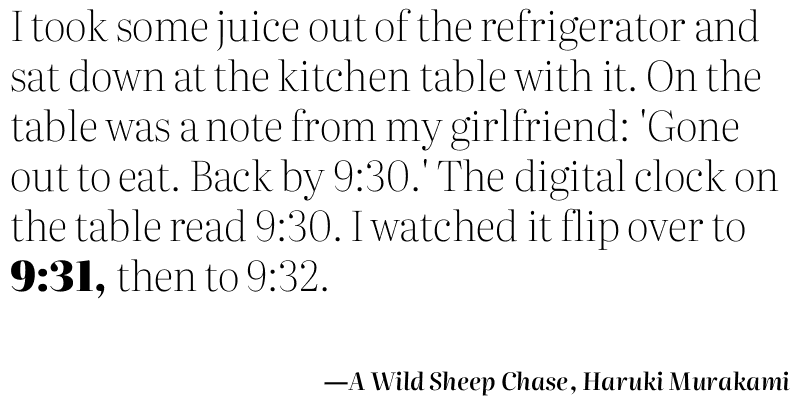 I took some juice out of the refrigerator and
sat down at the kitchen table with it. On the
table was a note from my girlfriend: 'Gone
out to eat. Back by 9:30.' The digital clock on
the table read 9:30. I watched it flip over to
9:31, then to 9:32.
—A Wild Sheep Chase, Haruki Murakami